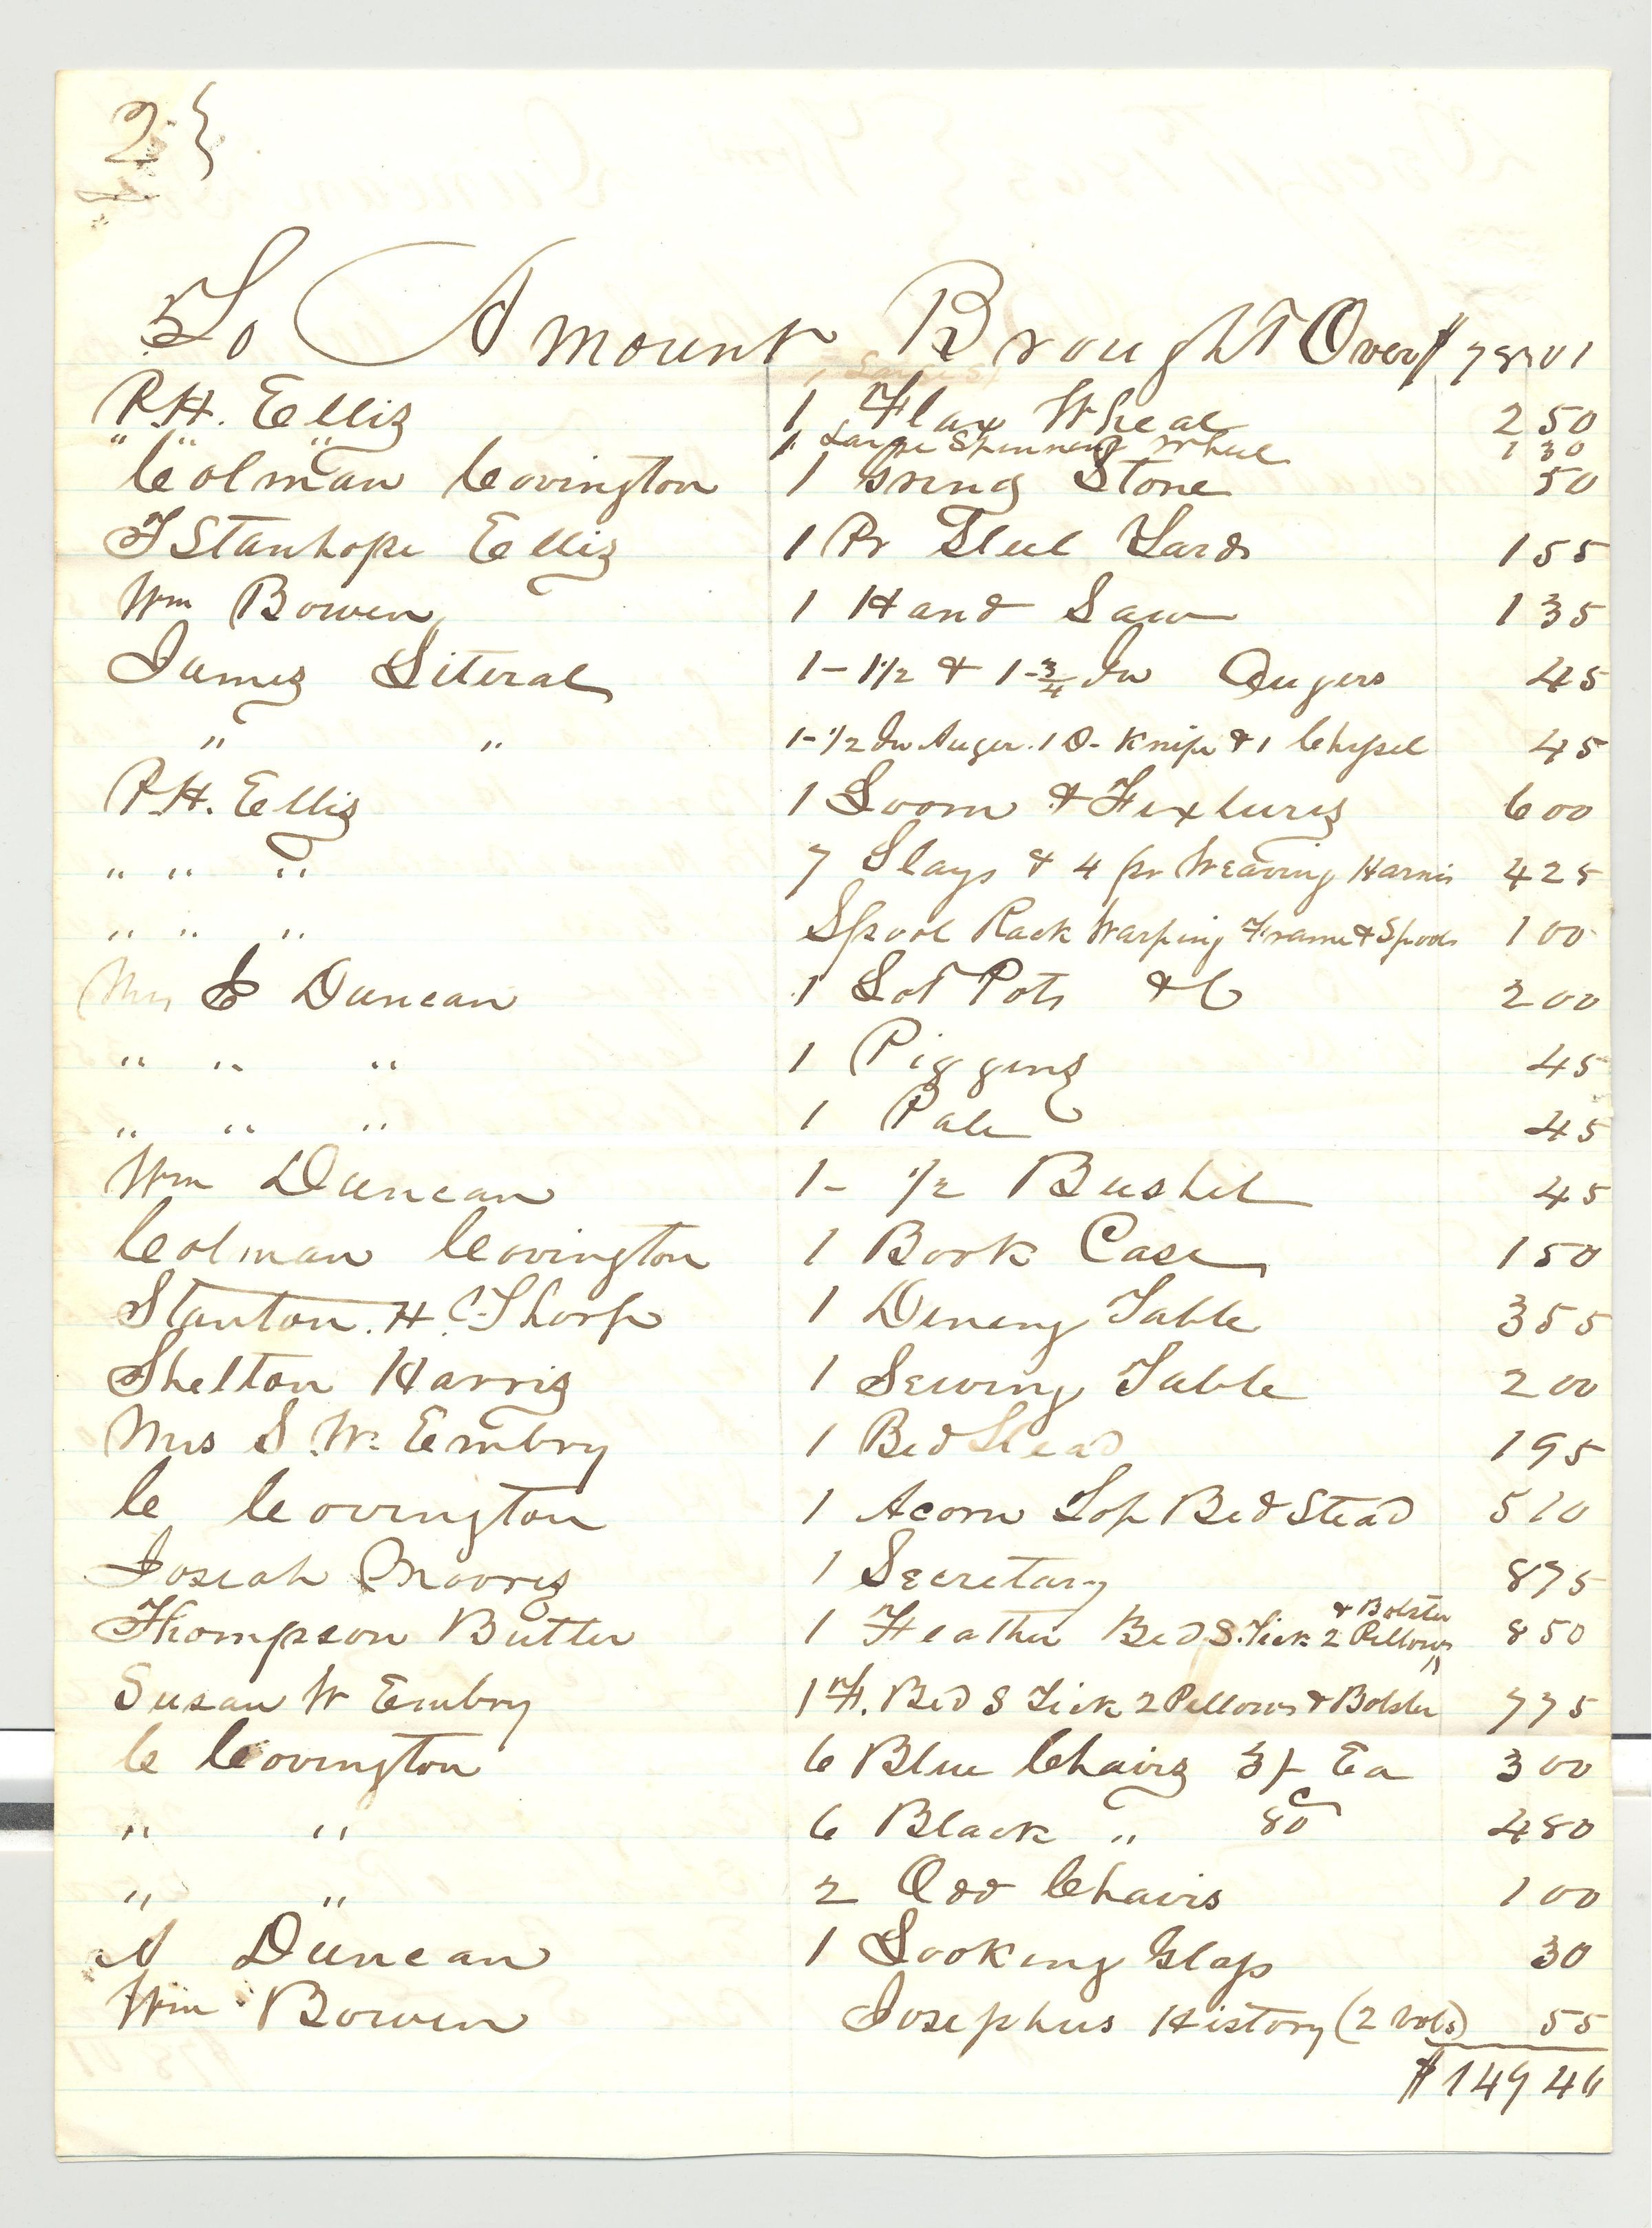 2 }
To Amount Brought Over $ 78 01
P.H. Ellis 1 Flax Wheal 2 50
" " " 1 Large Spinning Wheel 1 30
Colman Covington 1 Grind Stone 50
T Stanhope Ellis 1 Pr Steel Yards 1 55
Wm Bowen 1 Hand Saw 1 35
James Literal 1 - 1 1/2 & 1 - 3/4 In Augers 45
" " 1 - 1/2 In Auger. 1 D - Knife & 1 Chissel 45
P.H. Ellis 1 Loom & Fixtures 6 00
" " " 7 Slays & 4 pr Weaving Harnis 4 25
" " " Spool Rack Warping Frame & Spools 1 00
Mrs E Duncan 1 Lot Pots &C 2 00
" " " 1 Piggins 45
" " " 1 Pale 45
Wm Duncan 1 - 1/2 Bushel 45
Colman Covington 1 Book Case 1 50
Stanton H. Thorp 1 Dining Table 3 55
Shelton Harris 1 Sewing Table 2 00
Mrs S. W. Embry 1 Bed Stead 1 95
C Covington 1 Acorn Top Bed Stead 5 10
Josiah 1 Secretary 8 75
Thompson Butter 1 Feather Bed S. Tick 2 Pillows & Bolster 8 50
Susan W Embry 1 F. Bed S Tick 2 Pillows & Bolster 7 75
C Covington 6 Blue Chairs 3/ Ea 3 00
" " 6 Black " 80c 4 80
" " 2 Odd Chairs 1 00
Duncan 1 Looking Glass 30
Wm Bowen Josephus History (2 Vols) 55
$ 149 46